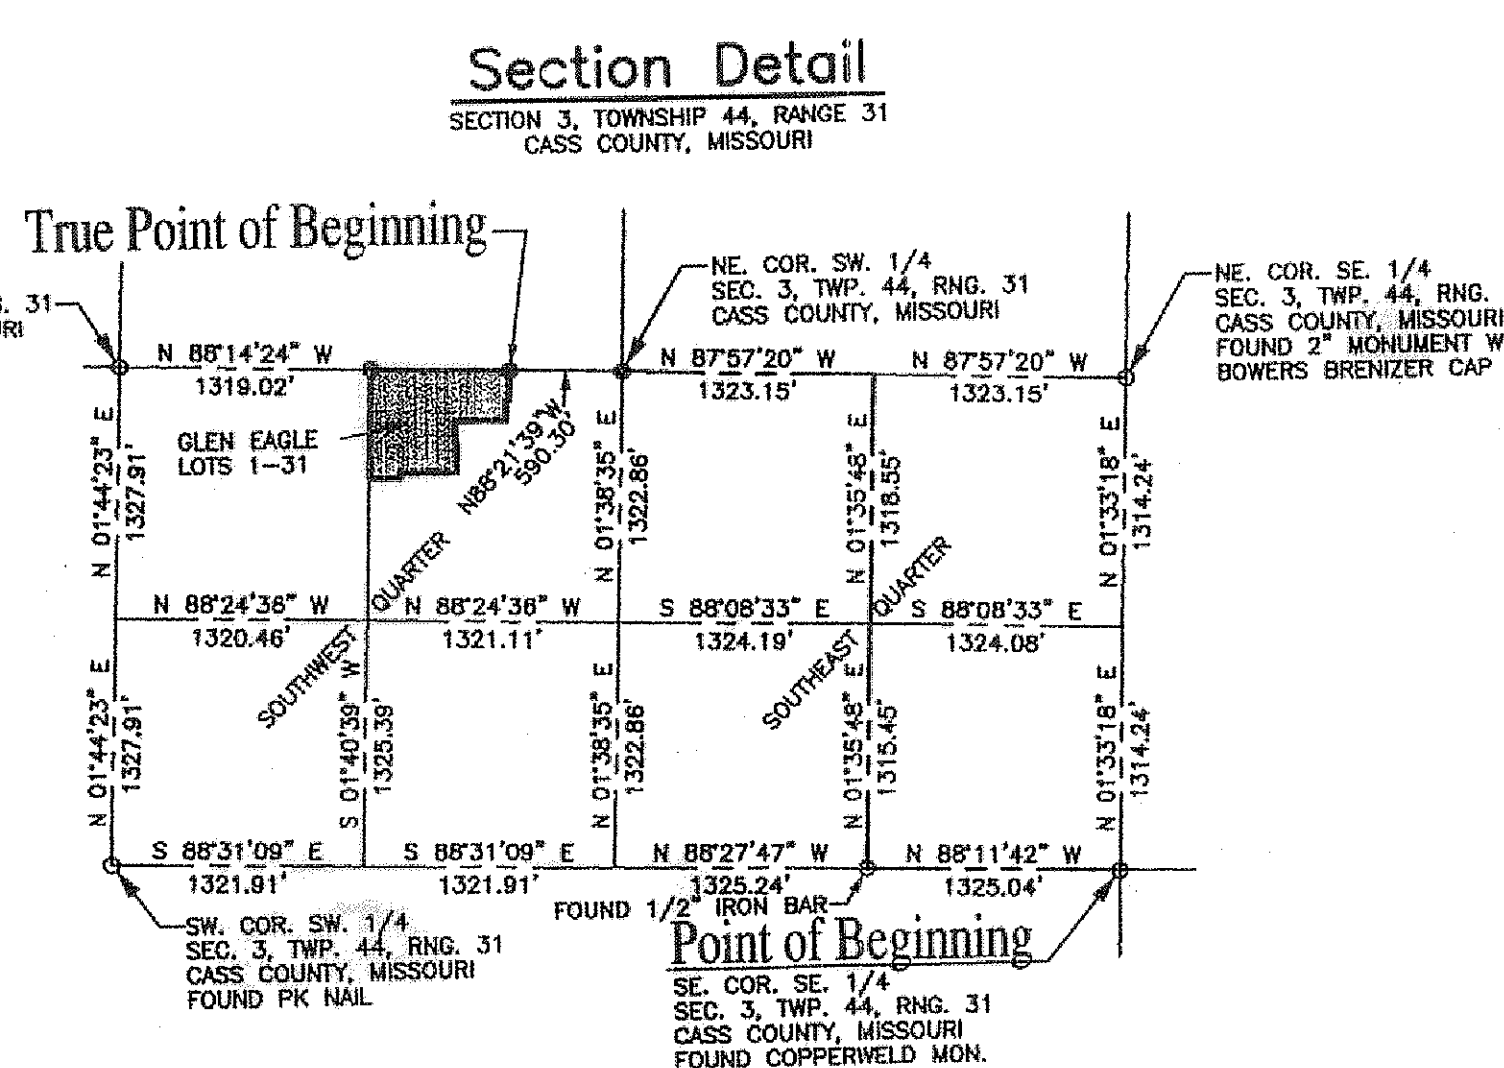 Section Detail
SECTION 3, TOWNSHIP 44, RANGE 31
CASS COUNTY, MISSOURI
True Point of Beginning
31
NE. COR. SW. 1/4
SEC. 3, TWP. 44, RNG. 31
CASS COUNTY, MISSOURI
NE. COR. SE. 1/4
SEC. 3, TWP. 44, RNG.
CASS COUNTY, MISSOURI
FOUND 2" MONUMENT W
BOWERS BRENIZER CAP
N 88°14'24" W
1319.02'
N 87°57'20" W
1323.15'
N 87°57'20" W
1323.15'
GLEN EAGLE
LOTS 1-31
N88°21'39"W
590.30'
N 01°44'23" E
1327.91'
N 01°38'35" E
1322.86'
N 01°35'48" E
1318.55'
N 01°33'18" E
1314.24'
SOUTHWEST QUARTER
SOUTHEAST QUARTER
N 88°24'38" W
1320.46'
N 88°24'38" W
1321.11'
S 88°08'33" E
1324.19'
S 88°08'33" E
1324.08'
N 01°44'23" E
1327.91'
S 01°40'39" W
1325.39'
N 01°38'35" E
1322.86'
N 01°35'48" E
1315.45'
N 01°33'18" E
1314.24'
S 88°31'09" E
1321.91'
S 88°31'09" E
1321.91'
N 88°27'47" W
1325.24'
N 88°11'42" W
1325.04'
FOUND 1/2" IRON BAR
SW. COR. SW. 1/4
SEC. 3, TWP. 44, RNG. 31
CASS COUNTY, MISSOURI
FOUND PK NAIL
Point of Beginning
SE. COR. SE. 1/4
SEC. 3, TWP. 44, RNG. 31
CASS COUNTY, MISSOURI
FOUND COPPERWELD MON.